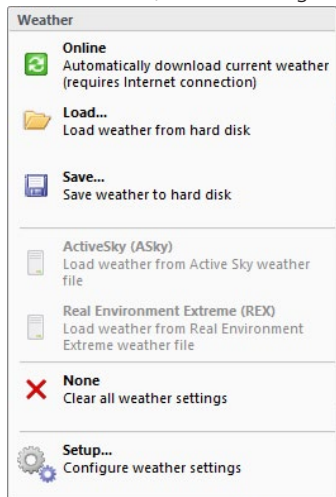 Weather
Online
Automatically download current weather
(requires Internet connection)
Load...
Load weather from hard disk
Save...
Save weather to hard disk
ActiveSky (ASky)
Load weather from Active Sky weather
file
Real Environment Extreme (REX)
Load weather from Real Environment
Extreme weather file
None
Clear all weather settings
Setup...
Configure weather settings